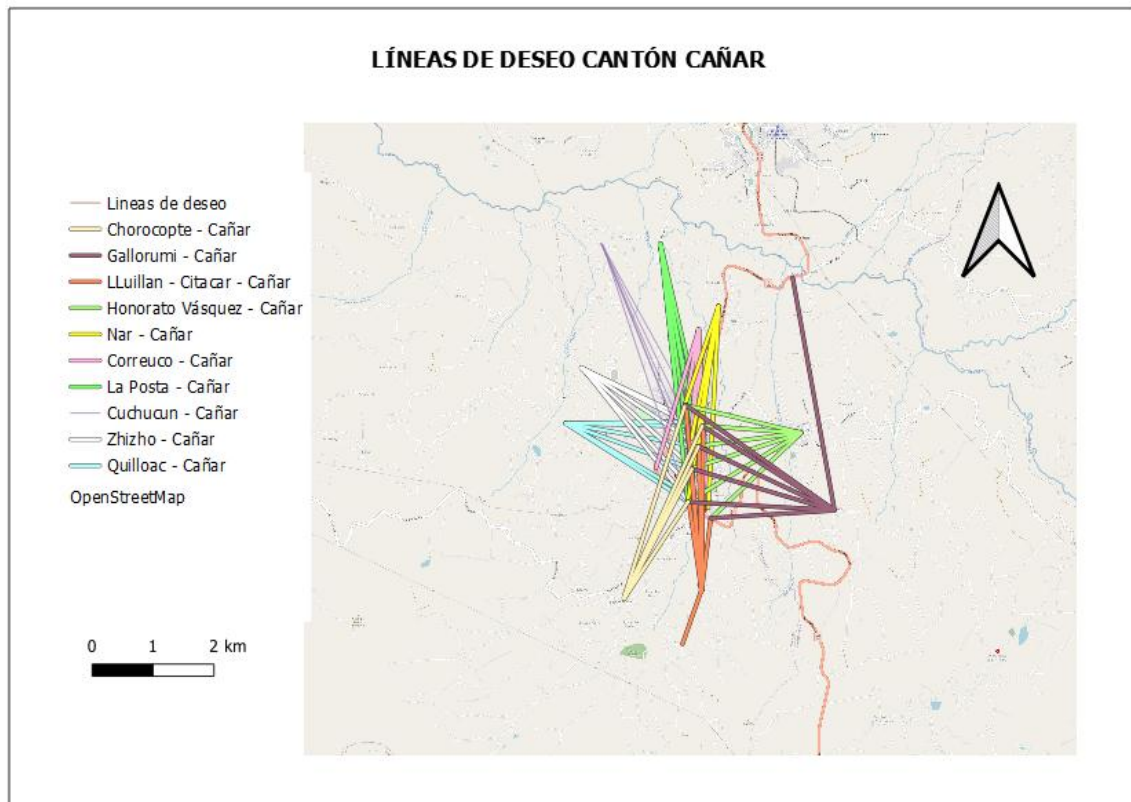 LÍNEAS DE DESEO CANTÓN CAÑAR
Lineas de deseo
Chorocopte - Cañar
Gallorumi - Cañar
LLuillan - Citacar - Cañar
Honorato Vásquez - Cañar
Nar - Cañar
Correuco - Cañar
La Posta - Cañar
Cuchucun - Cañar
Zhizho - Cañar
Quilloac - Cañar
OpenStreetMap
0 1 2 km